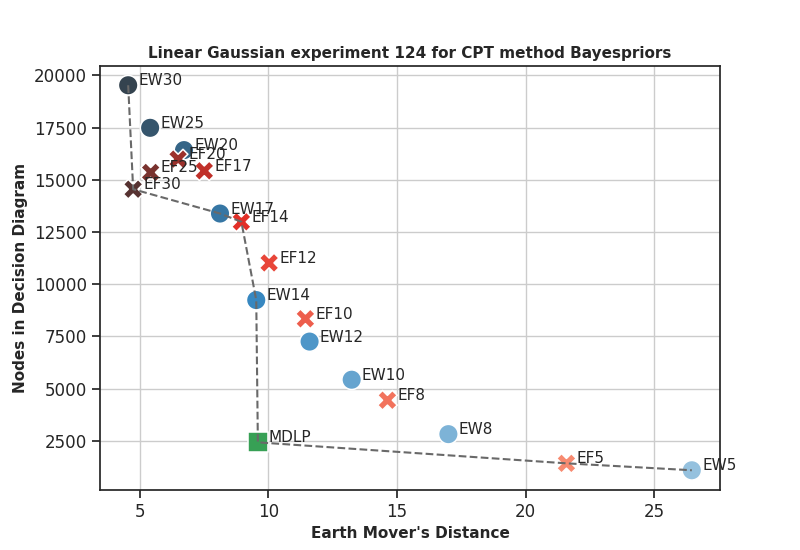 Linear Gaussian experiment 124 for CPT method Bayespriors
20000
17500
15000
12500
10000
7500
5000
2500
Nodes in Decision Diagram
EW30
EW25
EW20
EF20
EF25
EF17
EF30
EW17
EF14
EF12
EW14
EF10
EW12
EW10
EF8
EW8
MDLP
EF5
EW5
5
10
15
20
25
Earth Mover's Distance